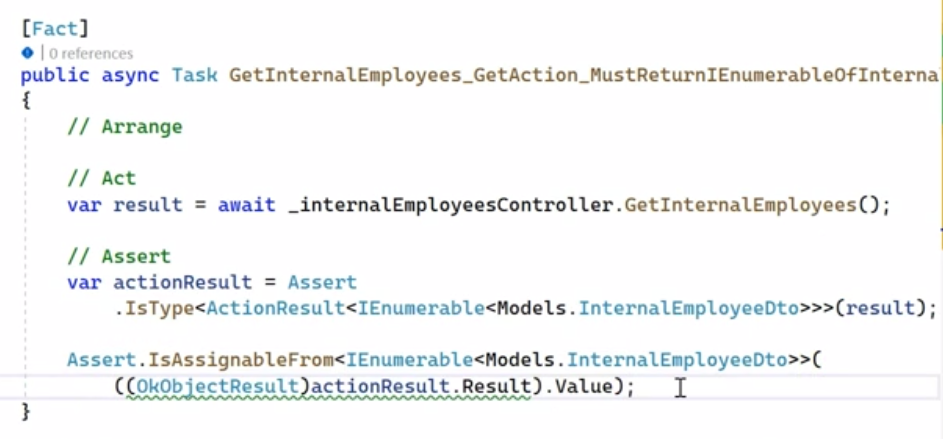 [Fact]
| 0 references
public async Task GetInternalEmployees_GetAction_MustReturnIEnumerableOfInterna
{
// Arrange
// Act
var result = await _internalEmployeesController.GetInternalEmployees();
// Assert
var actionResult = Assert
.IsType<ActionResult<IEnumerable<Models.InternalEmployeeDto>>>(result);
Assert.IsAssignableFrom<IEnumerable<Models.InternalEmployeeDto>>(
((OkObjectResult)actionResult.Result).Value);
}